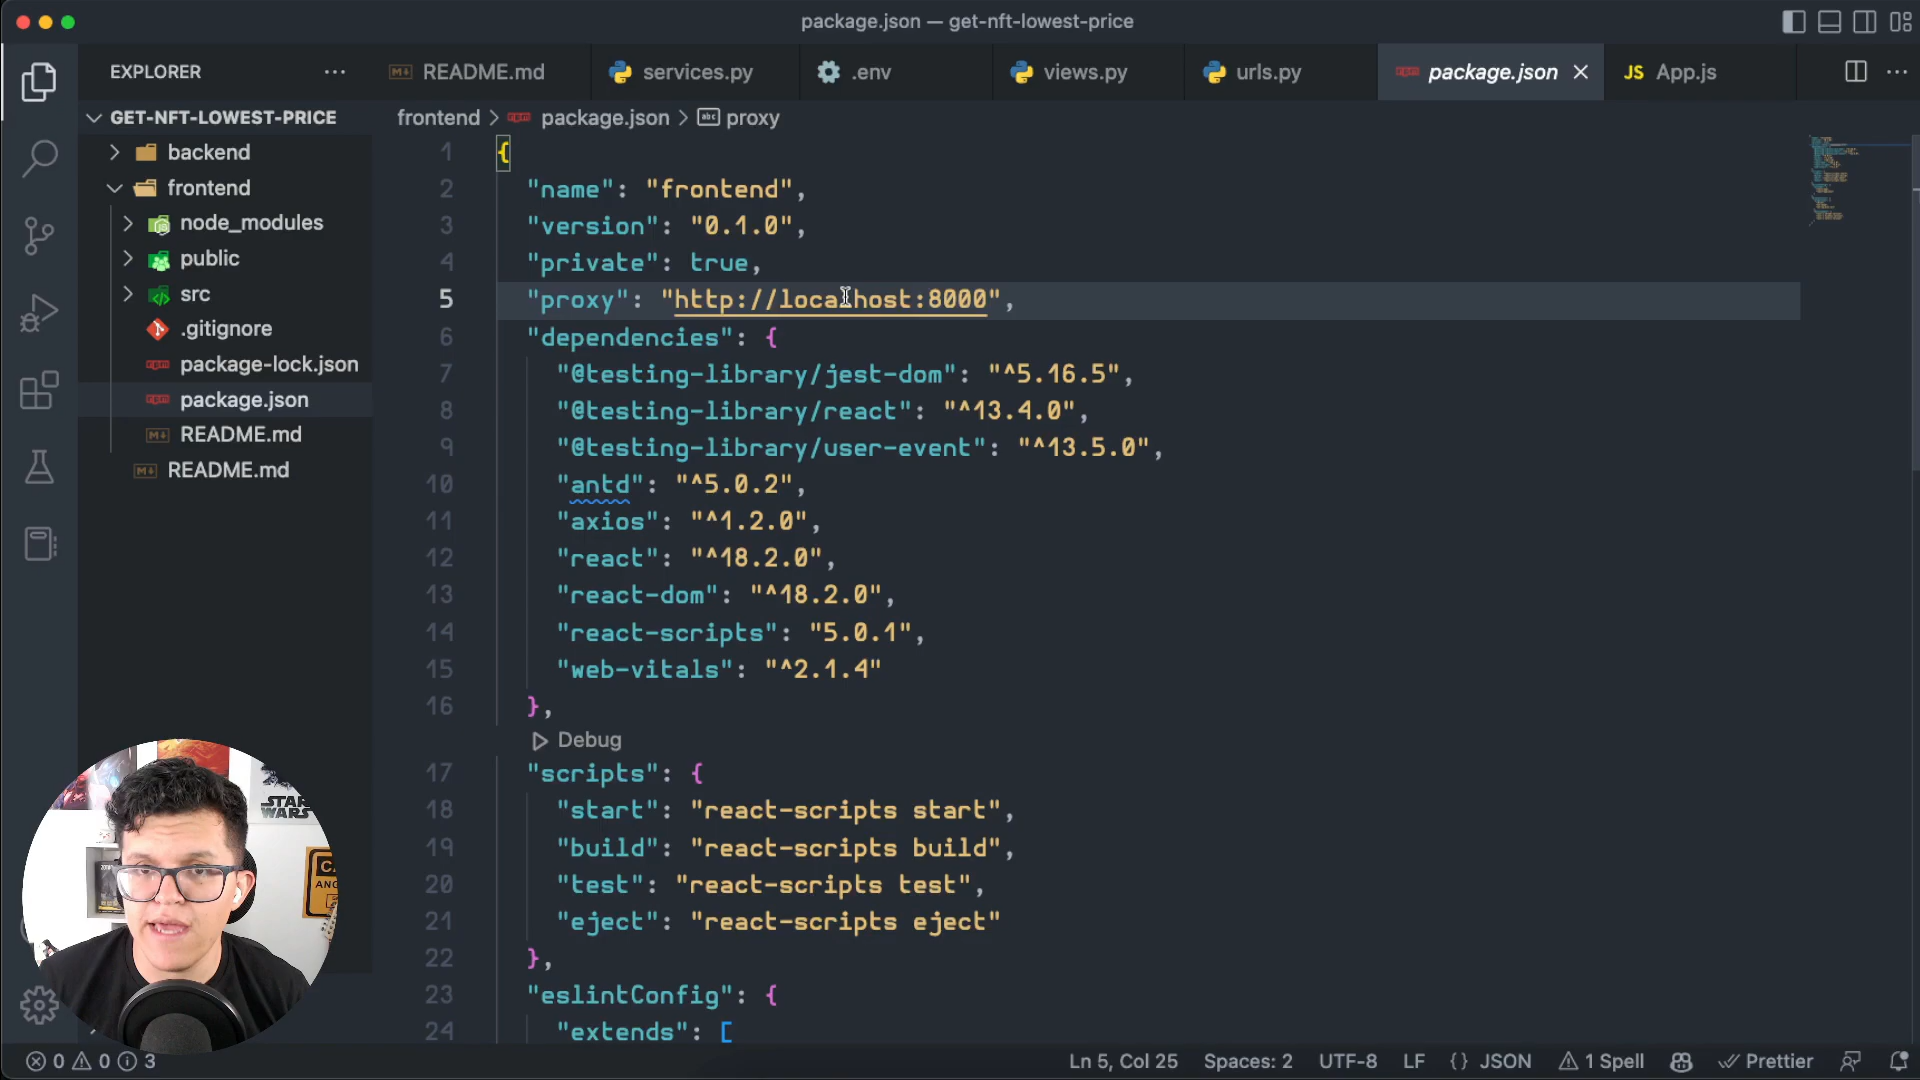 package.json — get-nft-lowest-price
EXPLORER
README.md
services.py
.env
views.py
urls.py
package.json
JS App.js
GET-NFT-LOWEST-PRICE
frontend > package.json > proxy
backend
frontend
node_modules
public
src
.gitignore
package-lock.json
package.json
README.md
README.md
1 {
2 "name": "frontend",
3 "version": "0.1.0",
4 "private": true,
5 "proxy": "http://localhost:8000",
6 "dependencies": {
7 "@testing-library/jest-dom": "^5.16.5",
8 "@testing-library/react": "^13.4.0",
9 "@testing-library/user-event": "^13.5.0",
10 "antd": "^5.0.2",
11 "axios": "^1.2.0",
12 "react": "^18.2.0",
13 "react-dom": "^18.2.0",
14 "react-scripts": "5.0.1",
15 "web-vitals": "^2.1.4"
16 },
Debug
17 "scripts": {
18 "start": "react-scripts start",
19 "build": "react-scripts build",
20 "test": "react-scripts test",
21 "eject": "react-scripts eject"
22 },
23 "eslintConfig": {
24 "extends": [
STAR
WARS
0 0 3
Ln 5, Col 25 Spaces: 2 UTF-8 LF {} JSON 1 Spell Prettier